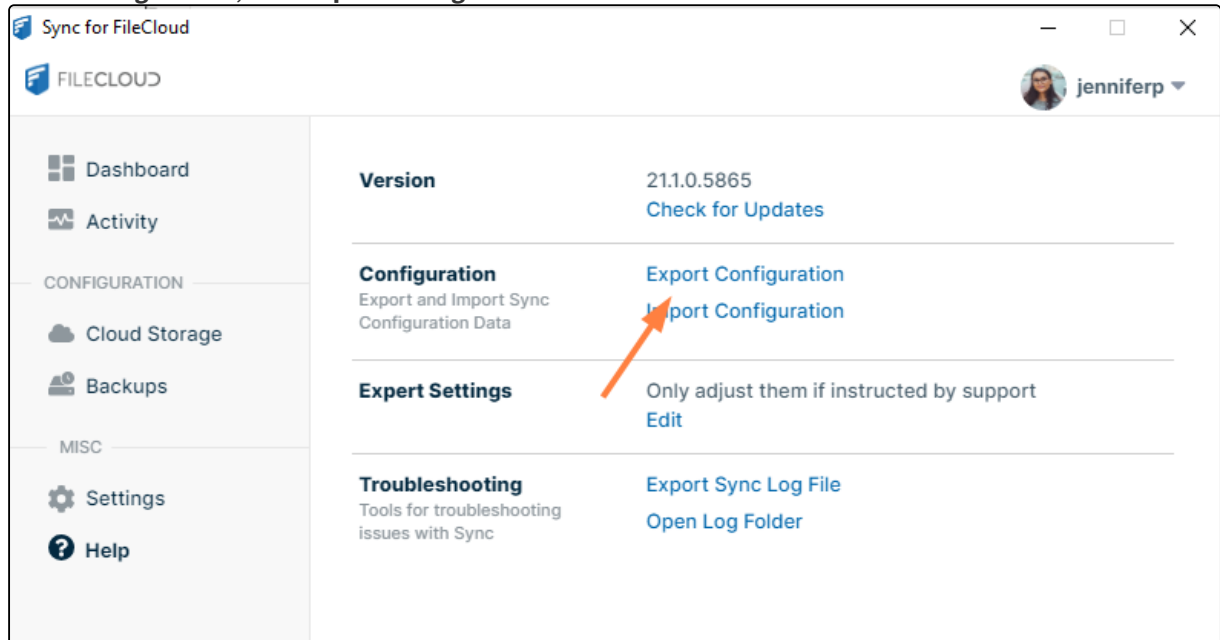 Sync for FileCloud
FILECLOUD
jenniferp
Dashboard
Activity
CONFIGURATION
Cloud Storage
Backups
MISC
Settings
Help
Version
21.1.0.5865
Check for Updates
Configuration
Export and Import Sync
Configuration Data
Export Configuration
Import Configuration
Expert Settings
Only adjust them if instructed by support
Edit
Troubleshooting
Tools for troubleshooting
issues with Sync
Export Sync Log File
Open Log Folder